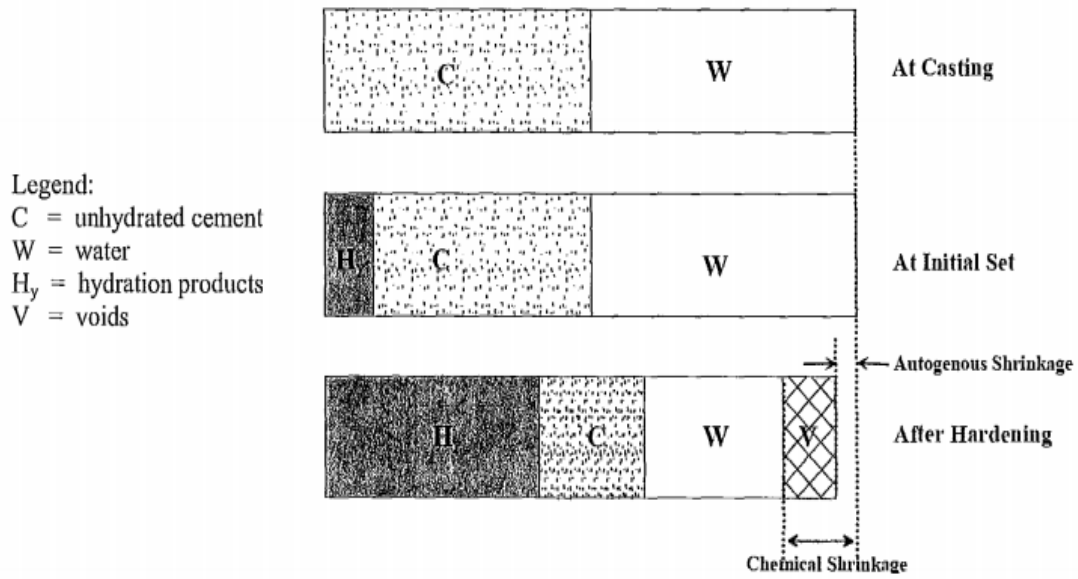 C
W
At Casting
Legend:
C = unhydrated cement
W = water
Hy = hydration products
V = voids
Hy
C
W
At Initial Set
Autogenous Shrinkage
H
C
W
V
After Hardening
Chemical Shrinkage